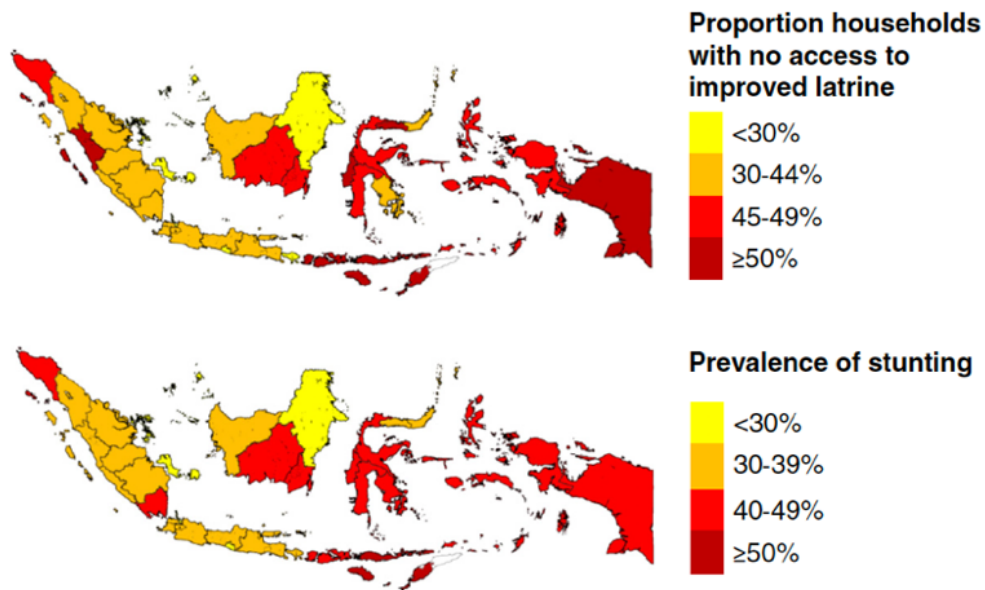 Proportion households
with no access to
improved latrine
<30%
30-44%
45-49%
≥50%
Prevalence of stunting
<30%
30-39%
40-49%
≥50%